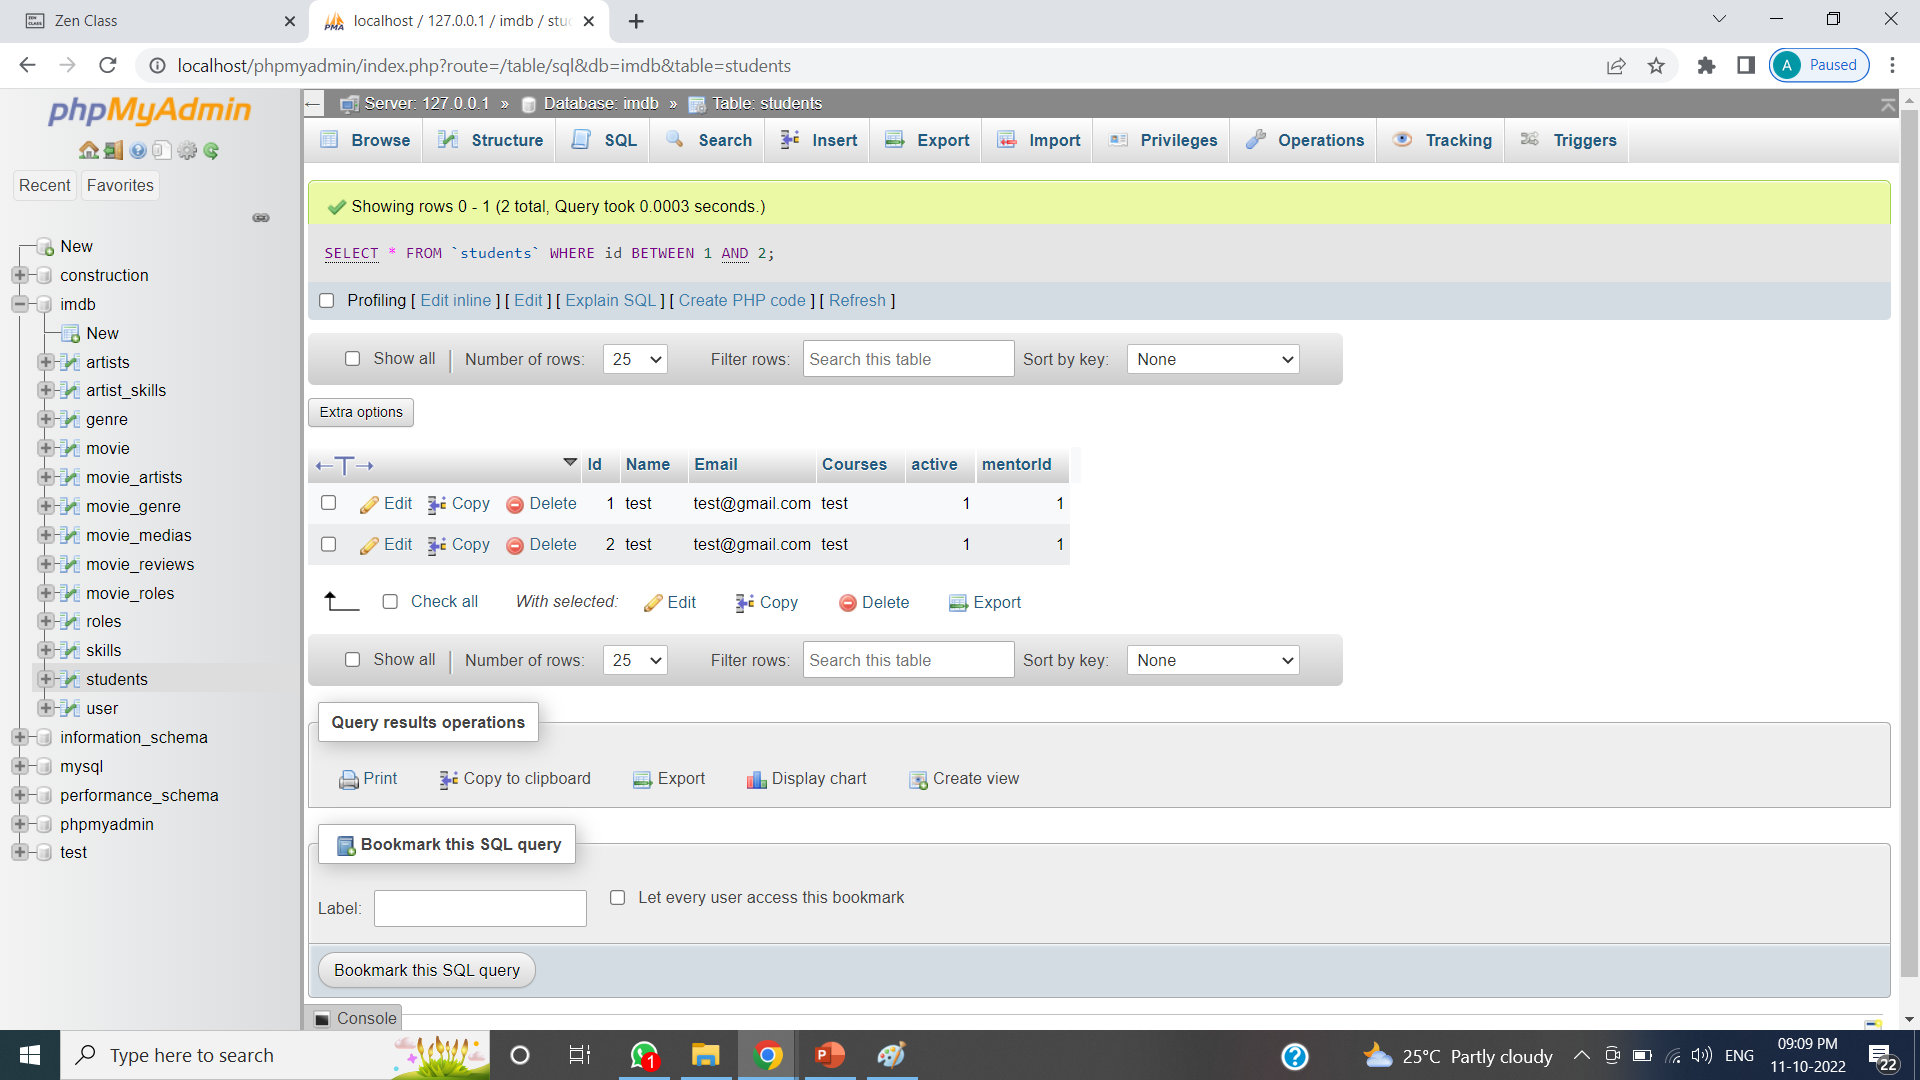 Zen Class
localhost / 127.0.0.1 / imdb / stu
localhost/phpmyadmin/index.php?route=/table/sql&db=imdb&table=students
A Paused
phpMyAdmin
Recent Favorites
New
construction
imdb
New
artists
artist_skills
genre
movie
movie_artists
movie_genre
movie_medias
movie_reviews
movie_roles
roles
skills
students
user
information_schema
mysql
performance_schema
phpmyadmin
test
Server: 127.0.0.1 » Database: imdb » Table: students
Browse Structure SQL Search Insert Export Import Privileges Operations Tracking Triggers
Showing rows 0 - 1 (2 total, Query took 0.0003 seconds.)
SELECT * FROM `students` WHERE id BETWEEN 1 AND 2;
Profiling [ Edit inline ] [ Edit ] [ Explain SQL ] [ Create PHP code ] [ Refresh ]
Show all Number of rows: 25 Filter rows: Search this table Sort by key: None
Extra options
←T→ Id Name Email Courses active mentorId
Edit Copy Delete 1 test test@gmail.com test 1 1
Edit Copy Delete 2 test test@gmail.com test 1 1
Check all With selected: Edit Copy Delete Export
Show all Number of rows: 25 Filter rows: Search this table Sort by key: None
Query results operations
Print Copy to clipboard Export Display chart Create view
Bookmark this SQL query
Label: Let every user access this bookmark
Bookmark this SQL query
Console
Type here to search
1
P
25°C Partly cloudy
ENG
09:09 PM
11-10-2022
22